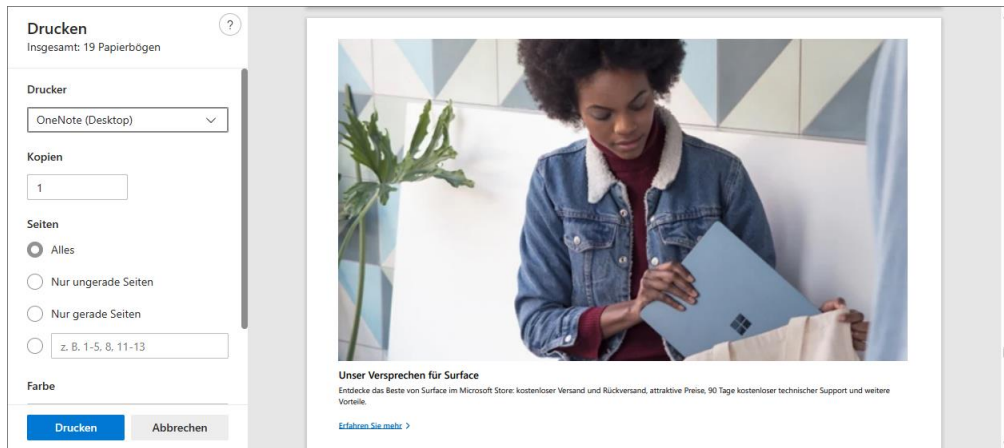 Drucken
?
Insgesamt: 19 Papierbögen
Drucker
OneNote (Desktop)
Kopien
1
Seiten
Alles
Nur ungerade Seiten
Nur gerade Seiten
z. B. 1-5, 8, 11-13
Farbe
Drucken
Abbrechen
Unser Versprechen für Surface
Entdecke das Beste von Surface im Microsoft Store: kostenloser Versand und Rückversand, attraktive Preise, 90 Tage kostenloser technischer Support und weitere
Vorteile.
Erfahren Sie mehr >